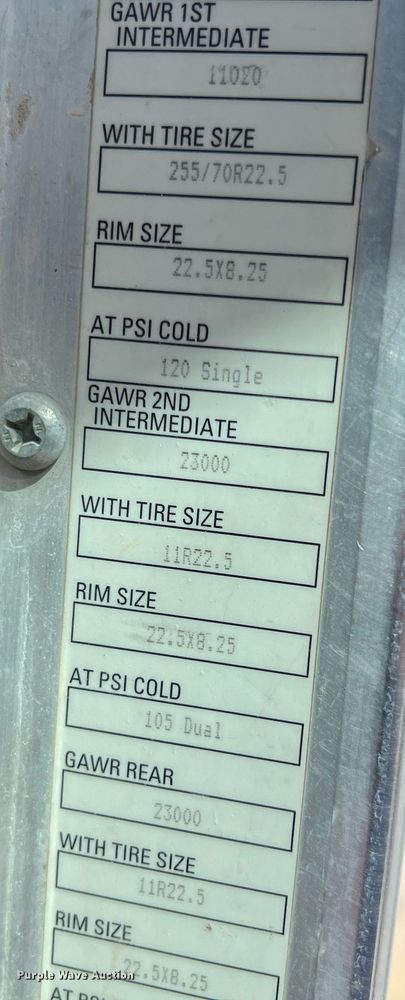 GAWR 1ST
INTERMEDIATE
11020
WITH TIRE SIZE
255/70R22.5
RIM SIZE
22.5X8.25
AT PSI COLD
120 Single
GAWR 2ND
INTERMEDIATE
23000
WITH TIRE SIZE
11R22.5
RIM SIZE
22.5X8.25
AT PSI COLD
105 Dual
GAWR REAR
23000
WITH TIRE SIZE
11R22.5
RIM SIZE
22.5X8.25
Purple Wave Auction
AT